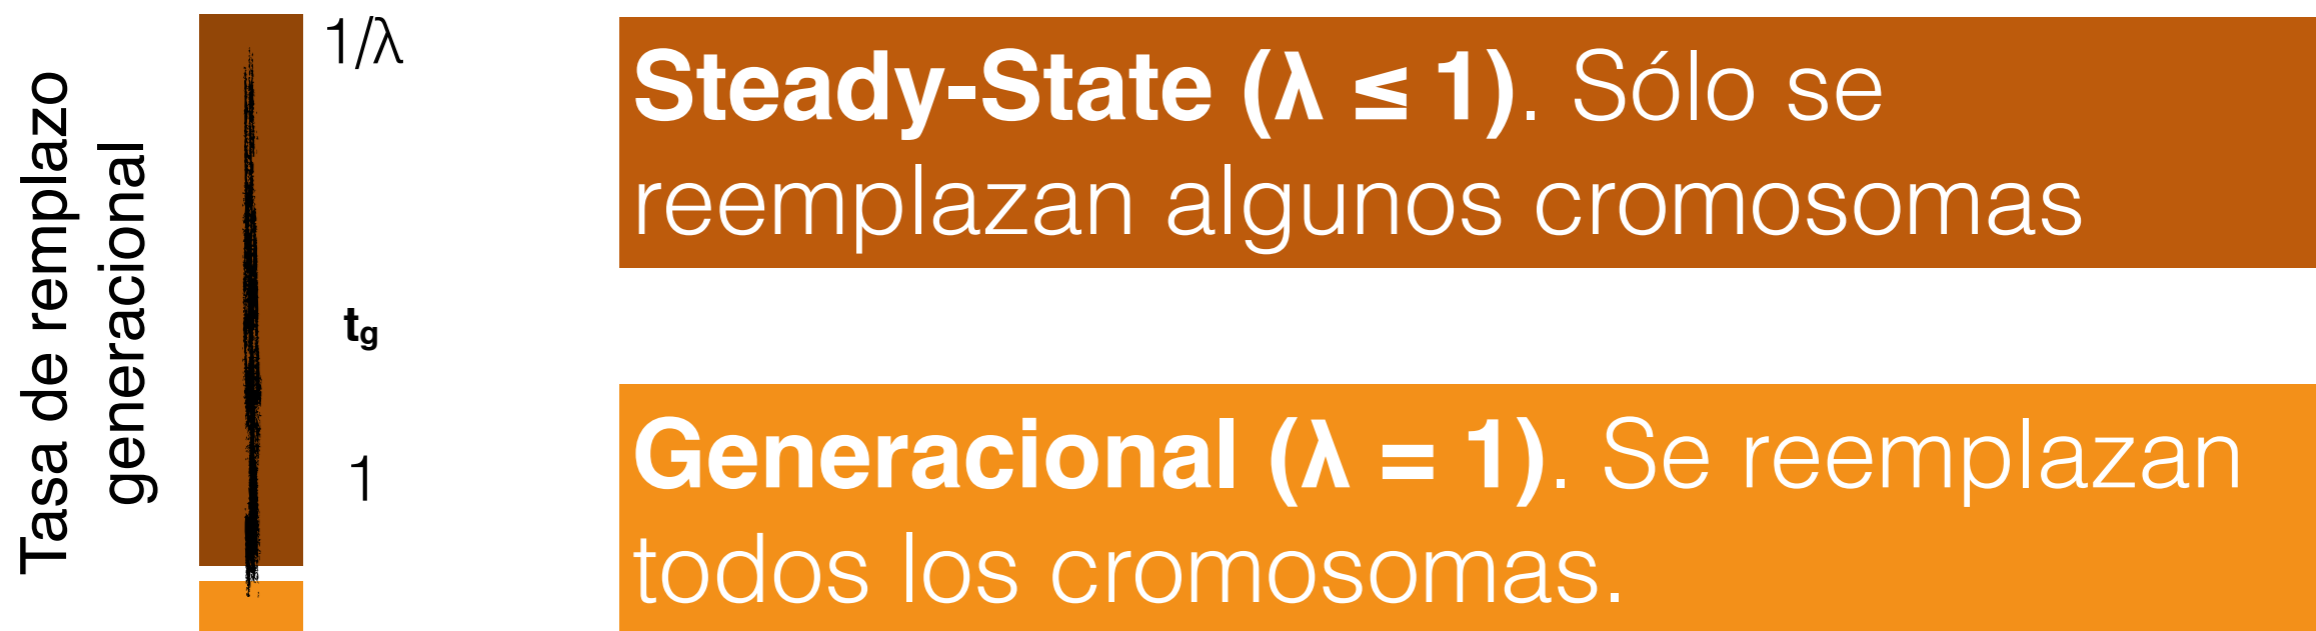 Tasa de remplazo
generacional
1/λ
t_g
1
Steady-State (λ ≤ 1). Sólo se
reemplazan algunos cromosomas
Generacional (λ = 1). Se reemplazan
todos los cromosomas.